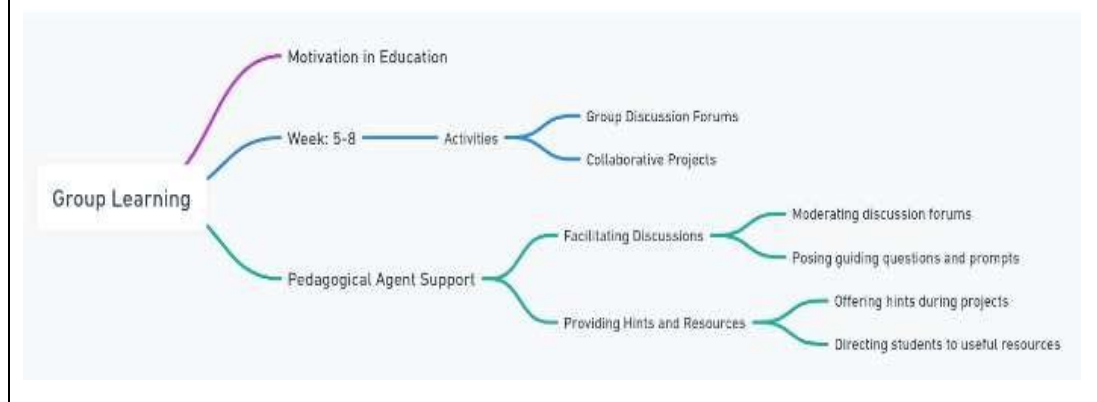 Group Learning
Motivation in Education
Week: 5-8
Activities
Group Discussion Forums
Collaborative Projects
Pedagogical Agent Support
Facilitating Discussions
Moderating discussion forums
Posing guiding questions and prompts
Providing Hints and Resources
Offering hints during projects
Directing students to useful resources